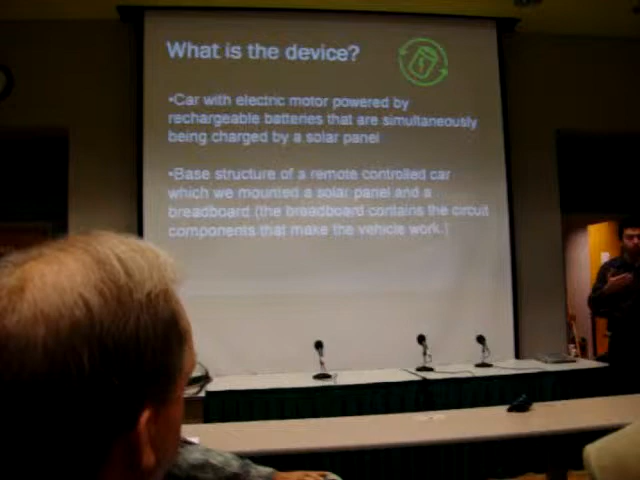 What is the device?
•Car with electric motor powered by
rechargeable batteries that are simultaneously
being charged by a solar panel
•Base structure of a remote controlled car
which we mounted a solar panel and a
breadboard (the breadboard contains the circuit
components that make the vehicle work.)